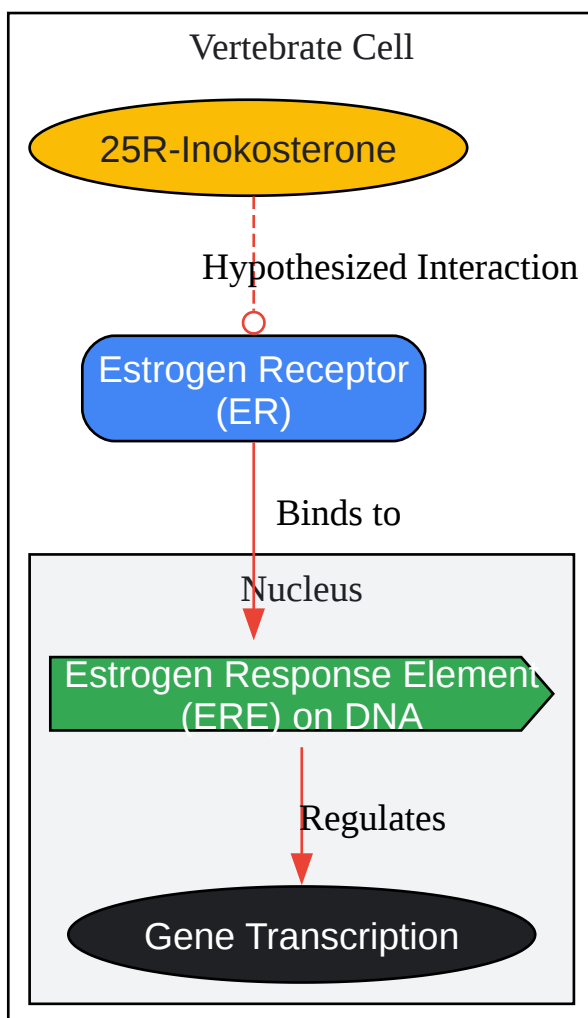 Vertebrate Cell
25R-Inokosterone
Hypothesized Interaction
Estrogen Receptor
(ER)
Binds to
Nucleus
Estrogen Response Element
(ERE) on DNA
Regulates
Gene Transcription